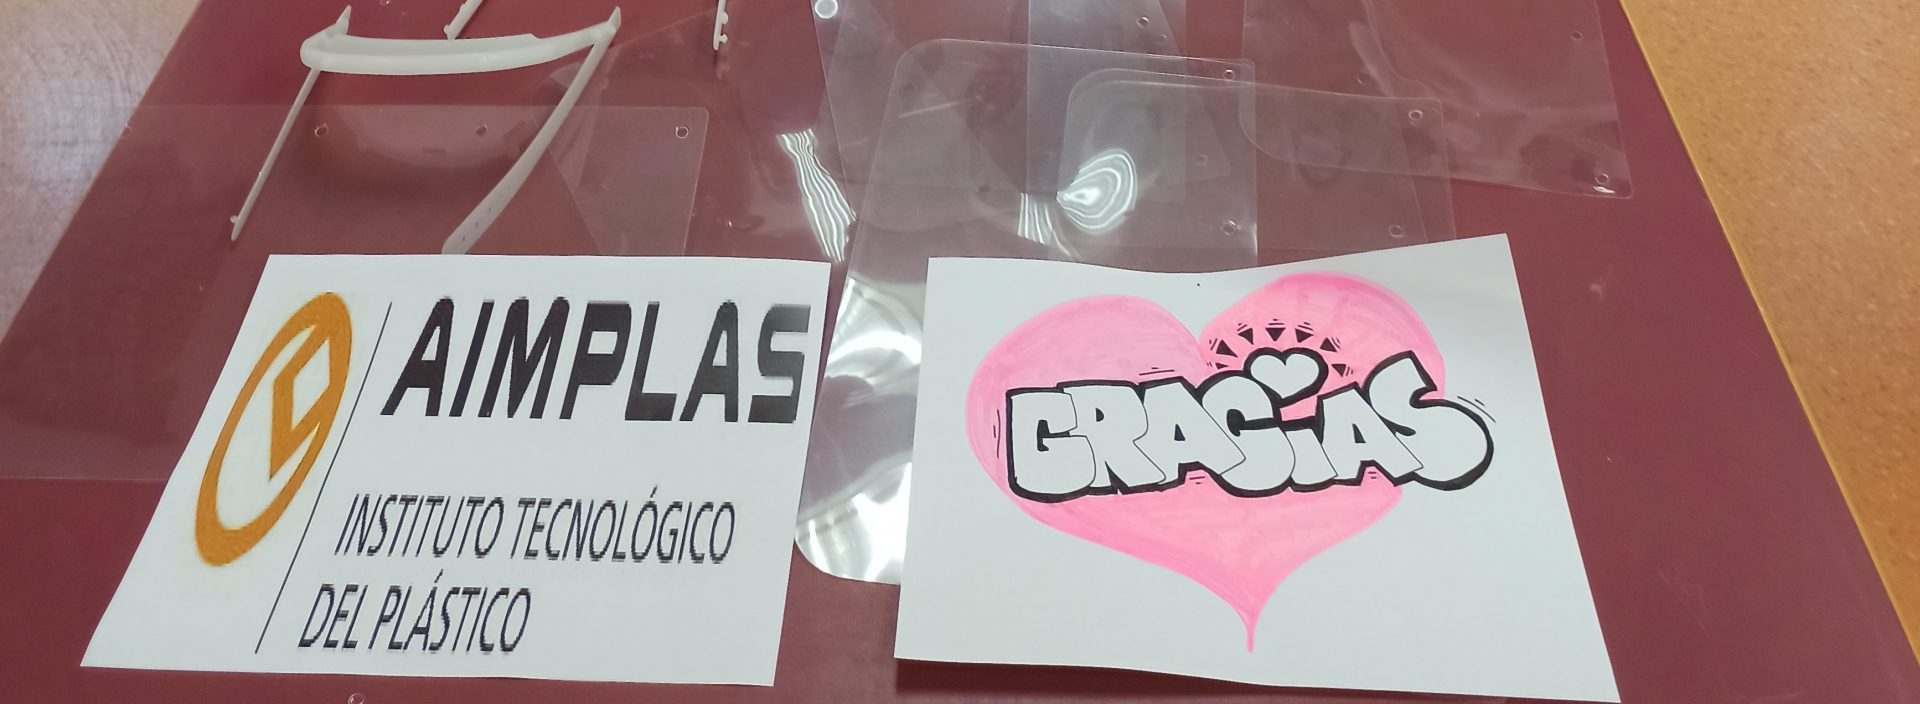 AIMPLAS
INSTITUTO TECNOLÓGICO
DEL PLÁSTICO
GRACiAS